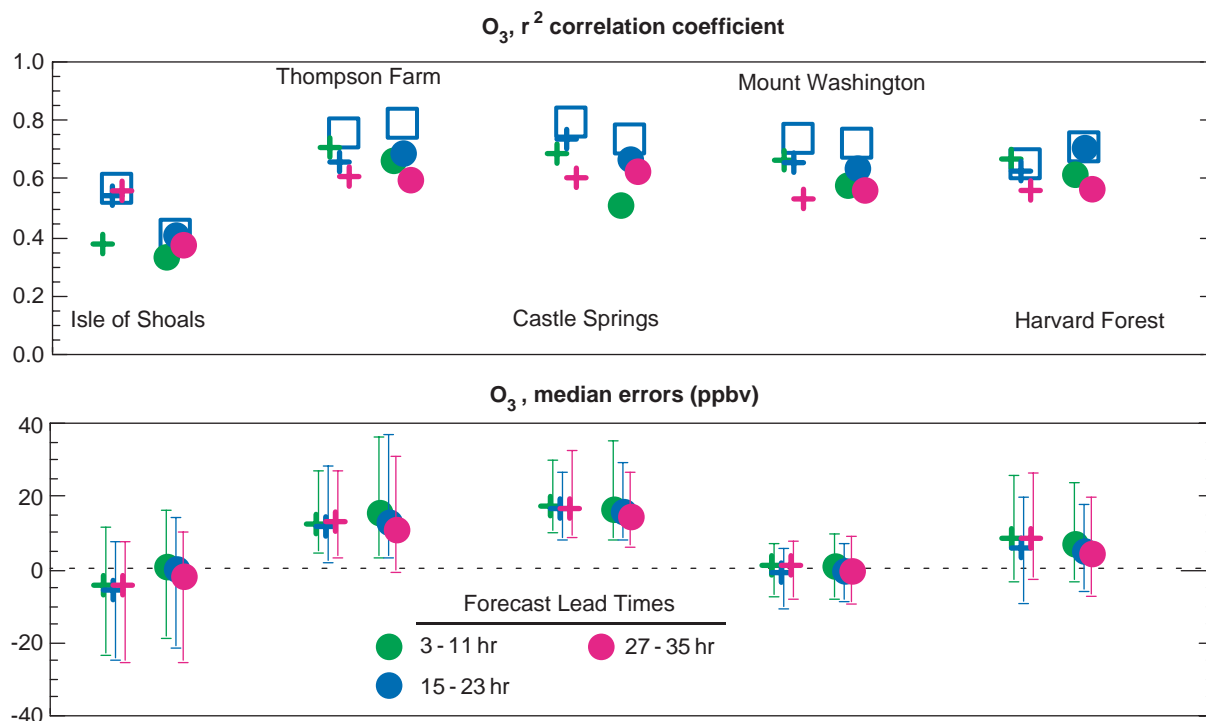 O3, r2 correlation coefficient
1.0
Thompson Farm
Mount Washington
0.8
0.6
0.4
0.2
Isle of Shoals
Castle Springs
Harvard Forest
0.0
O3 , median errors (ppbv)
40
20
0
Forecast Lead Times
3 - 11 hr
27 - 35 hr
-20
15 - 23 hr
-40